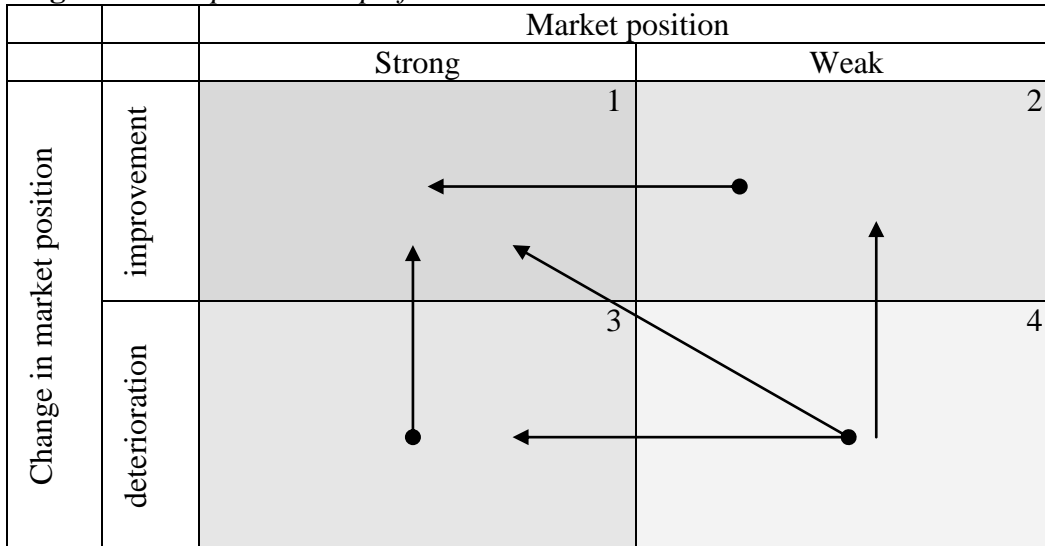 Market position
Strong
Weak
Change in market position
improvement
1
2
deterioration
3
4